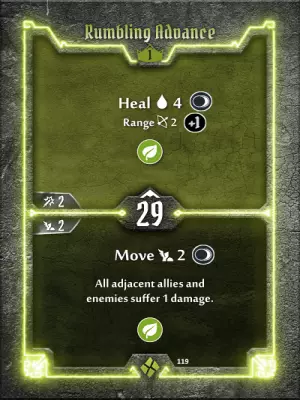 Rumbling Advance
1
Heal 4
Range 2 +1
2
29
2
Move 2
All adjacent allies and
enemies suffer 1 damage.
119